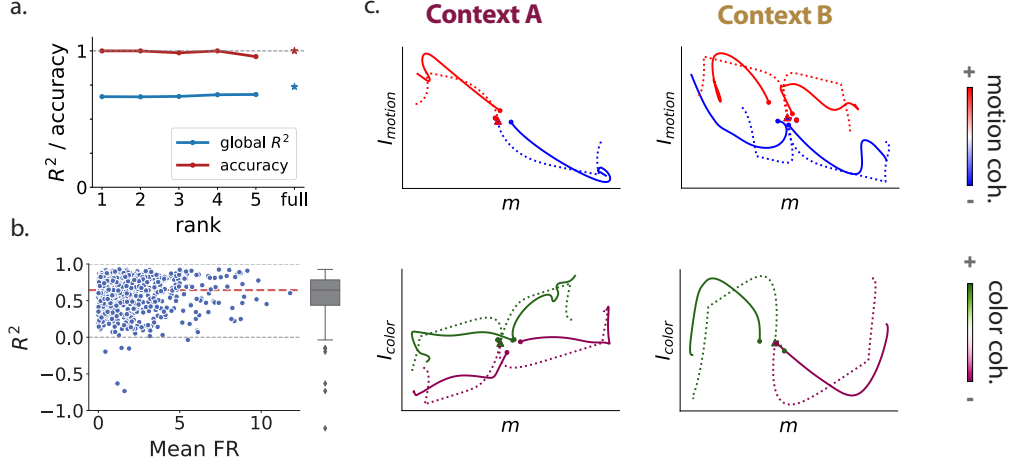 a.
R² / accuracy
1
0
global R²
accuracy
1 2 3 4 5 full
rank
b.
R²
1.0
0.5
0.0
−0.5
−1.0
0 5 10
Mean FR
c.
Context A
Context B
I_motion
m
I_motion
m
+
motion coh.
-
I_color
m
I_color
m
+
color coh.
-